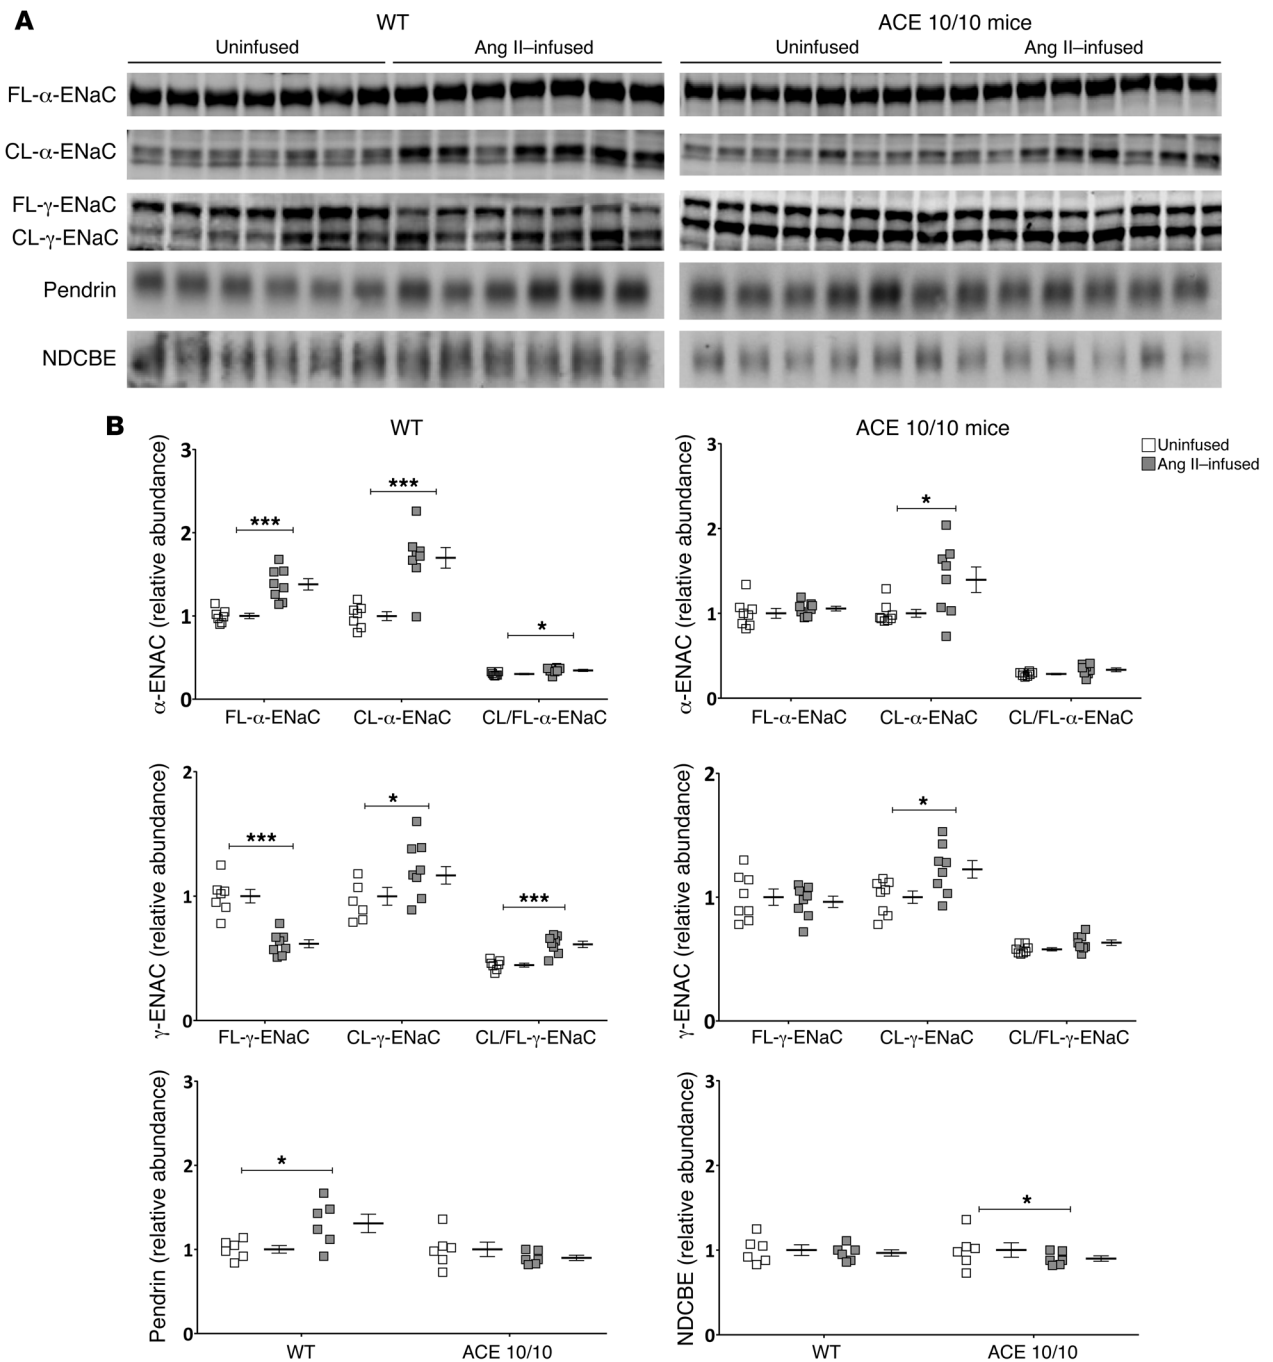 A
WT
ACE 10/10 mice
Uninfused
Ang II–infused
Uninfused
Ang II–infused
FL-α-ENaC
CL-α-ENaC
FL-γ-ENaC
CL-γ-ENaC
Pendrin
NDCBE
B
WT
ACE 10/10 mice
Uninfused
Ang II–infused
α-ENAC (relative abundance)
3
2
1
0
***
***
*
FL-α-ENaC
CL-α-ENaC
CL/FL-α-ENaC
α-ENAC (relative abundance)
3
2
1
0
*
FL-α-ENaC
CL-α-ENaC
CL/FL-α-ENaC
γ-ENAC (relative abundance)
2
1
0
***
*
***
FL-γ-ENaC
CL-γ-ENaC
CL/FL-γ-ENaC
γ-ENAC (relative abundance)
2
1
0
*
FL-γ-ENaC
CL-γ-ENaC
CL/FL-γ-ENaC
Pendrin (relative abundance)
3
2
1
0
*
WT
ACE 10/10
NDCBE (relative abundance)
3
2
1
0
*
WT
ACE 10/10